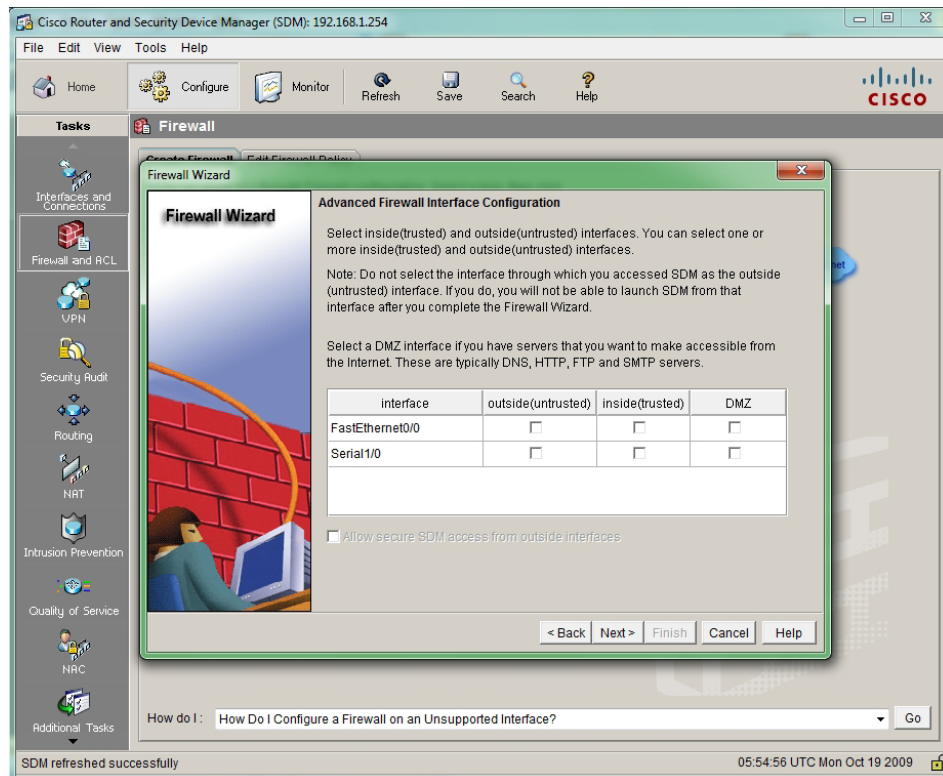 Cisco Router and Security Device Manager (SDM): 192.168.1.254
File Edit View Tools Help
Home Configure Monitor Refresh Save Search Help
CISCO
Tasks
Firewall
Create Firewall Edit Firewall Policy
Interfaces and
Connections
Firewall and ACL
VPN
Security Audit
Routing
NAT
Intrusion Prevention
Quality of Service
NAC
Additional Tasks
Firewall Wizard
Firewall Wizard
Advanced Firewall Interface Configuration
Select inside(trusted) and outside(untrusted) interfaces. You can select one or
more inside(trusted) and outside(untrusted) interfaces.
Note: Do not select the interface through which you accessed SDM as the outside
(untrusted) interface. If you do, you will not be able to launch SDM from that
interface after you complete the Firewall Wizard.
Select a DMZ interface if you have servers that you want to make accessible from
the Internet. These are typically DNS, HTTP, FTP and SMTP servers.
interface outside(untrusted) inside(trusted) DMZ
FastEthernet0/0
Serial1/0
Allow secure SDM access from outside interfaces
< Back Next > Finish Cancel Help
How do I : How Do I Configure a Firewall on an Unsupported Interface? Go
SDM refreshed successfully 05:54:56 UTC Mon Oct 19 2009